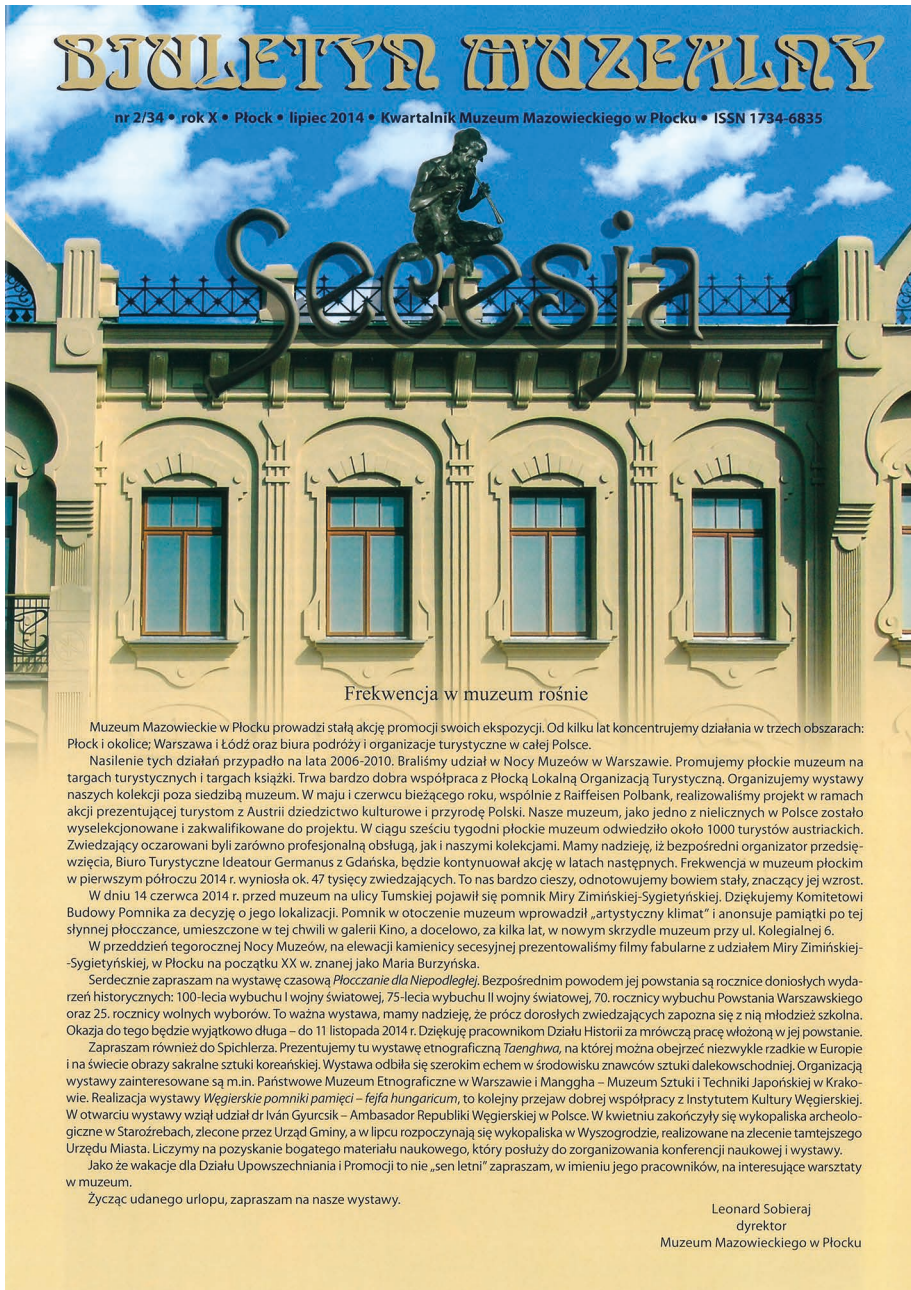 BIULETYN MUZEALNY
nr 2/34 • rok X • Płock • lipiec 2014 • Kwartalnik Muzeum Mazowieckiego w Płocku • ISSN 1734-6835
Secesja
Frekwencja w muzeum rośnie
Muzeum Mazowieckie w Płocku prowadzi stałą akcję promocji swoich ekspozycji. Od kilku lat koncentrujemy działania w trzech obszarach:
Płock i okolice; Warszawa i Łódź oraz biura podróży i organizacje turystyczne w całej Polsce.
Nasilenie tych działań przypadło na lata 2006-2010. Braliśmy udział w Nocy Muzeów w Warszawie. Promujemy płockie muzeum na
targach turystycznych i targach książki. Trwa bardzo dobra współpraca z Płocką Lokalną Organizacją Turystyczną. Organizujemy wystawy
naszych kolekcji poza siedzibą muzeum. W maju i czerwcu bieżącego roku, wspólnie z Raiffeisen Polbank, realizowaliśmy projekt w ramach
akcji prezentującej turystom z Austrii dziedzictwo kulturowe i przyrodę Polski. Nasze muzeum, jako jedno z nielicznych w Polsce zostało
wyselekcjonowane i zakwalifikowane do projektu. W ciągu sześciu tygodni płockie muzeum odwiedziło około 1000 turystów austriackich.
Zwiedzający oczarowani byli zarówno profesjonalną obsługą, jak i naszymi kolekcjami. Mamy nadzieję, iż bezpośredni organizator przedsię-
wzięcia, Biuro Turystyczne Ideatour Germanus z Gdańska, będzie kontynuował akcję w latach następnych. Frekwencja w muzeum płockim
w pierwszym półroczu 2014 r. wyniosła ok. 47 tysięcy zwiedzających. To nas bardzo cieszy, odnotowujemy bowiem stały, znaczący jej wzrost.
W dniu 14 czerwca 2014 r. przed muzeum na ulicy Tumskiej pojawił się pomnik Miry Zimińskiej-Sygietyńskiej. Dziękujemy Komitetowi
Budowy Pomnika za decyzję o jego lokalizacji. Pomnik w otoczenie muzeum wprowadził „artystyczny klimat” i anonsuje pamiątki po tej
słynnej płocczance, umieszczone w tej chwili w galerii Kino, a docelowo, za kilka lat, w nowym skrzydle muzeum przy ul. Kolegialnej 6.
W przeddzień tegorocznej Nocy Muzeów, na elewacji kamienicy secesyjnej prezentowaliśmy filmy fabularne z udziałem Miry Zimińskiej-
-Sygietyńskiej, w Płocku na początku XX w. znanej jako Maria Burzyńska.
Serdecznie zapraszam na wystawę czasową Płocczanie dla Niepodległej. Bezpośrednim powodem jej powstania są rocznice doniosłych wyda-
rzeń historycznych: 100-lecia wybuchu I wojny światowej, 75-lecia wybuchu II wojny światowej, 70. rocznicy wybuchu Powstania Warszawskiego
oraz 25. rocznicy wolnych wyborów. To ważna wystawa, mamy nadzieję, że prócz dorosłych zwiedzających zapozna się z nią młodzież szkolna.
Okazja do tego będzie wyjątkowo długa – do 11 listopada 2014 r. Dziękuję pracownikom Działu Historii za mrówczą pracę włożoną w jej powstanie.
Zapraszam również do Spichlerza. Prezentujemy tu wystawę etnograficzną Taenghwa, na której można obejrzeć niezwykle rzadkie w Europie
i na świecie obrazy sakralne sztuki koreańskiej. Wystawa odbiła się szerokim echem w środowisku znawców sztuki dalekowschodniej. Organizacją
wystawy zainteresowane są m.in. Państwowe Muzeum Etnograficzne w Warszawie i Manggha – Muzeum Sztuki i Techniki Japońskiej w Krako-
wie. Realizacja wystawy Węgierskie pomniki pamięci – fejfa hungaricum, to kolejny przejaw dobrej współpracy z Instytutem Kultury Węgierskiej.
W otwarciu wystawy wziął udział dr Iván Gyurcsik – Ambasador Republiki Węgierskiej w Polsce. W kwietniu zakończyły się wykopaliska archeolo-
giczne w Staroźrebach, zlecone przez Urząd Gminy, a w lipcu rozpoczynają się wykopaliska w Wyszogrodzie, realizowane na zlecenie tamtejszego
Urzędu Miasta. Liczymy na pozyskanie bogatego materiału naukowego, który posłuży do zorganizowania konferencji naukowej i wystawy.
Jako że wakacje dla Działu Upowszechniania i Promocji to nie „sen letni” zapraszam, w imieniu jego pracowników, na interesujące warsztaty
w muzeum.
Życząc udanego urlopu, zapraszam na nasze wystawy.
Leonard Sobieraj
dyrektor
Muzeum Mazowieckiego w Płocku